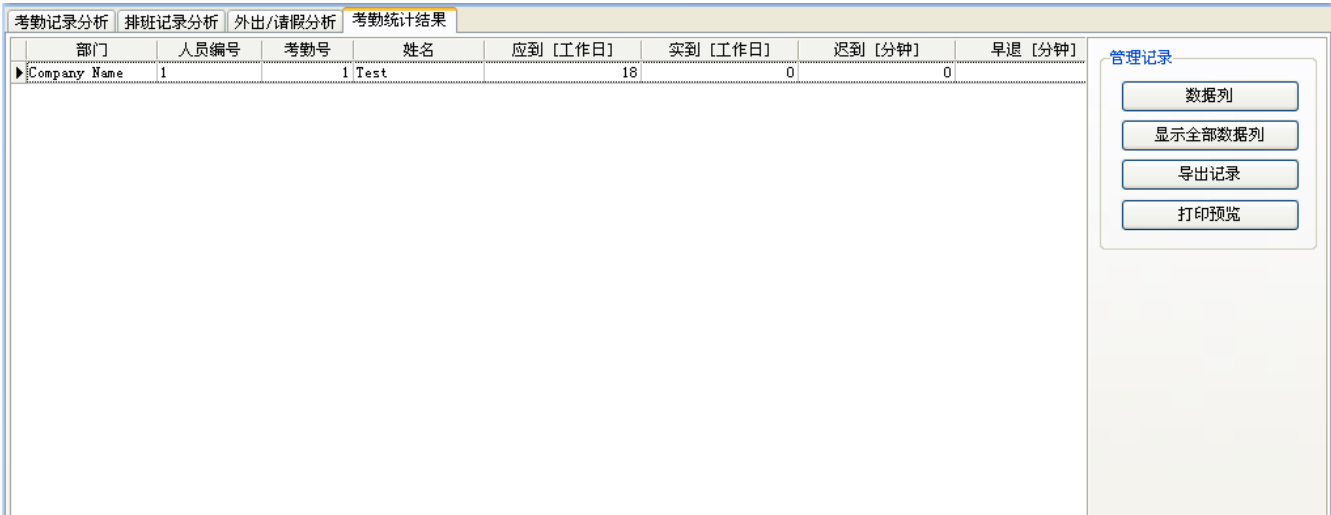 考勤记录分析 排班记录分析 外出/请假分析 考勤统计结果
部门 人员编号 考勤号 姓名 应到 [工作日] 实到 [工作日] 迟到 [分钟] 早退 [分钟]
Company Name 1 1 Test 18 0 0
管理记录
数据列
显示全部数据列
导出记录
打印预览